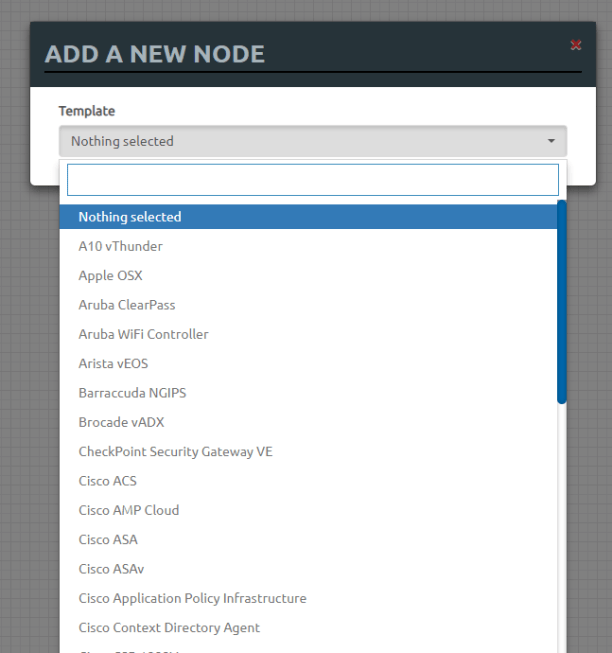 ADD A NEW NODE
Template
Nothing selected
Nothing selected
A10 vThunder
Apple OSX
Aruba ClearPass
Aruba WiFi Controller
Arista vEOS
Barraccuda NGIPS
Brocade vADX
CheckPoint Security Gateway VE
Cisco ACS
Cisco AMP Cloud
Cisco ASA
Cisco ASAv
Cisco Application Policy Infrastructure
Cisco Context Directory Agent